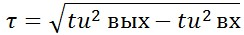 τ = √(tu² вых − tu² вх)